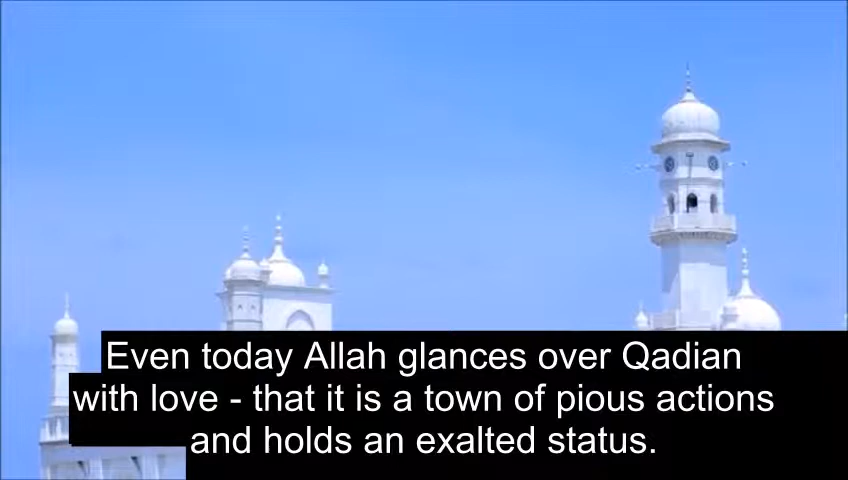 Even today Allah glances over Qadian
with love - that it is a town of pious actions
and holds an exalted status.